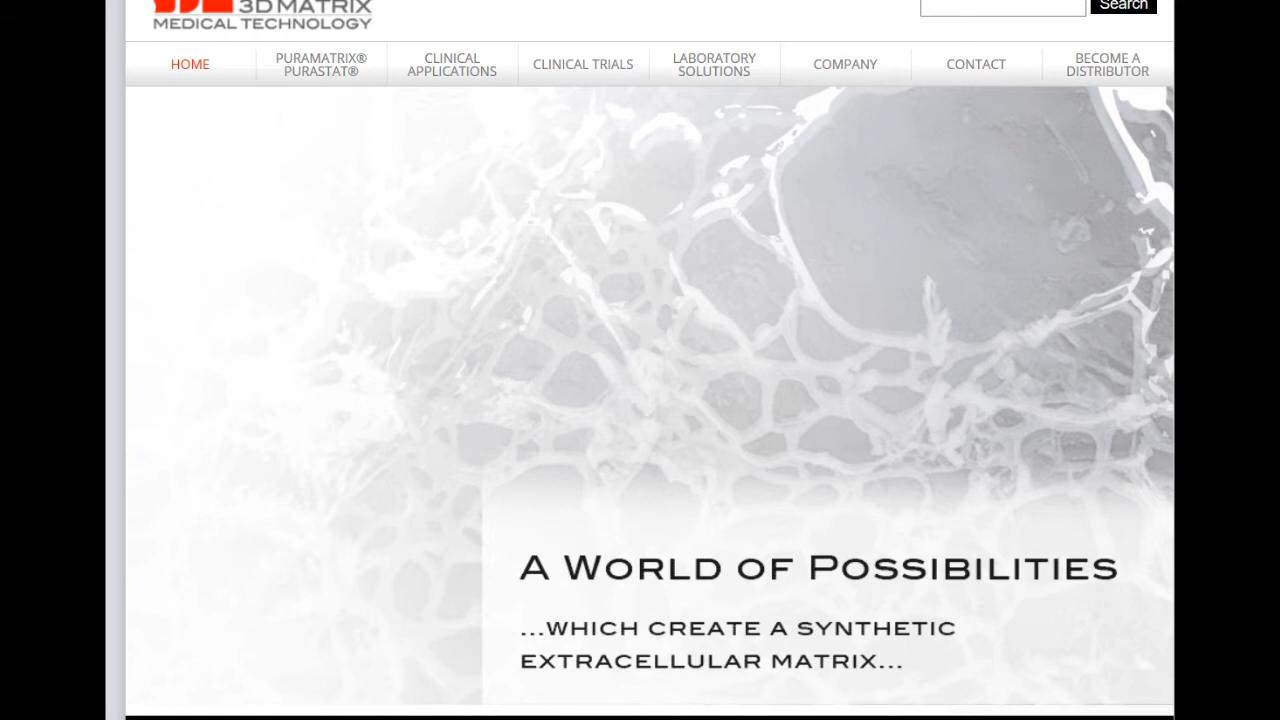 3D MATRIX
MEDICAL TECHNOLOGY
Search
HOME
PURAMATRIX®
PURASTAT®
CLINICAL
APPLICATIONS
CLINICAL TRIALS
LABORATORY
SOLUTIONS
COMPANY
CONTACT
BECOME A
DISTRIBUTOR
A WORLD OF POSSIBILITIES
...WHICH CREATE A SYNTHETIC
EXTRACELLULAR MATRIX...